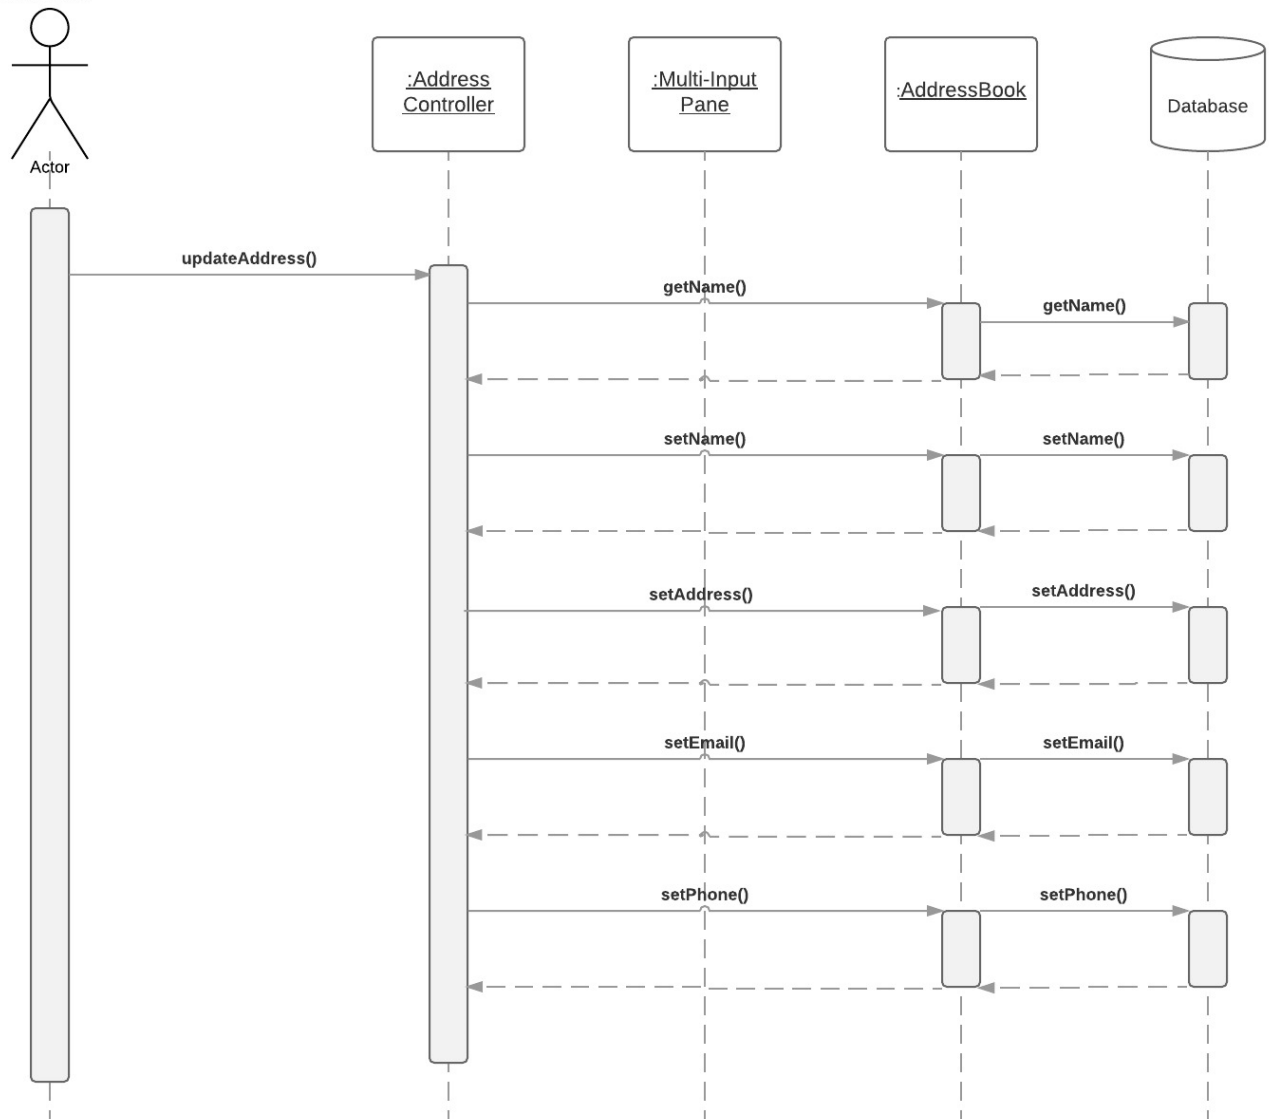 :Address
Controller
:Multi-Input
Pane
:AddressBook
Database
Actor
updateAddress()
getName()
getName()
setName()
setName()
setAddress()
setAddress()
setEmail()
setEmail()
setPhone()
setPhone()